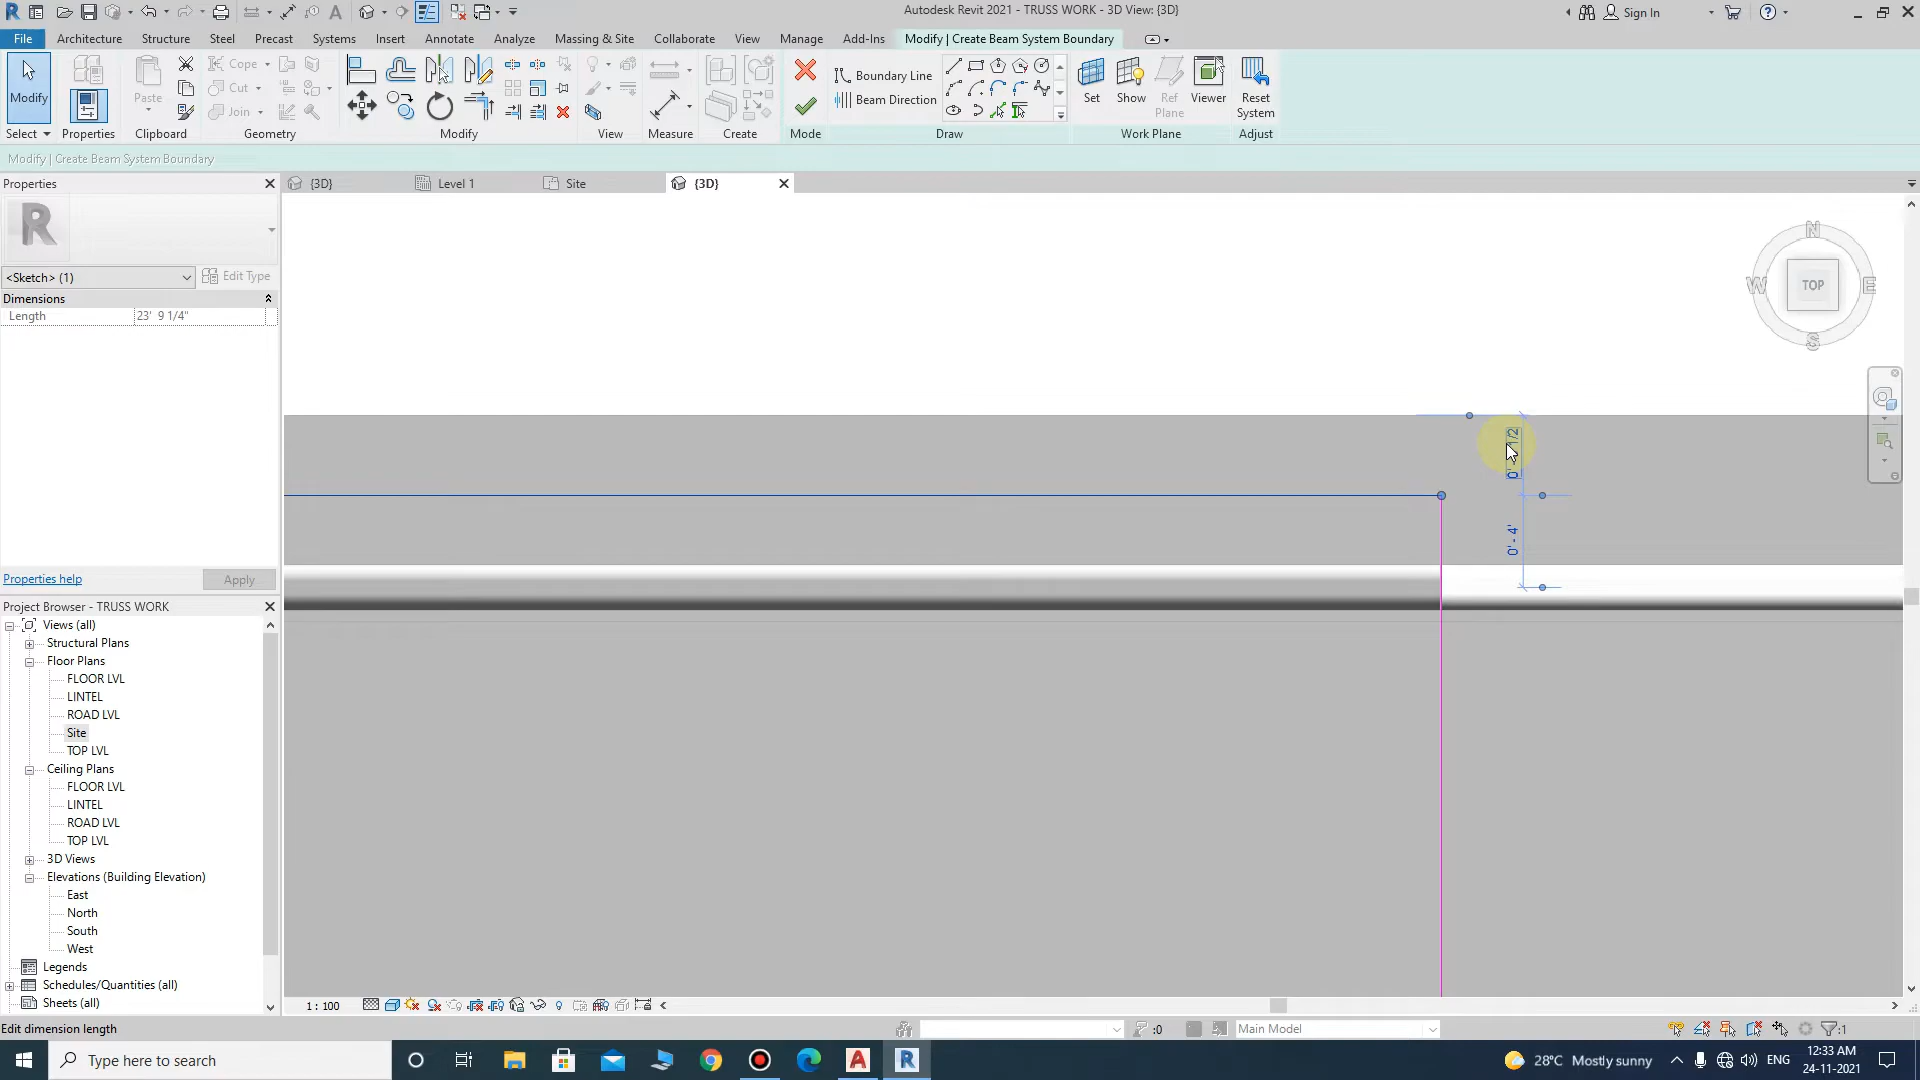 Autodesk Revit 2021 - TRUSS WORK - 3D View: {3D}
Sign In
File
Architecture
Structure
Steel
Precast
Systems
Insert
Annotate
Analyze
Massing & Site
Collaborate
View
Manage
Add-Ins
Modify | Create Beam System Boundary
Modify
Paste
Cope
Cut
Join
Boundary Line
Beam Direction
Set
Show
Ref Plane
Viewer
Reset System
Select
Properties
Clipboard
Geometry
Modify
View
Measure
Create
Mode
Draw
Work Plane
Adjust
Modify | Create Beam System Boundary
Properties
{3D}
Level 1
Site
{3D}
R
<Sketch> (1)
Edit Type
Dimensions
Length
23' 9 1/4"
Properties help
Apply
Project Browser - TRUSS WORK
Views (all)
Structural Plans
Floor Plans
FLOOR LVL
LINTEL
ROAD LVL
Site
TOP LVL
Ceiling Plans
FLOOR LVL
LINTEL
ROAD LVL
TOP LVL
3D Views
Elevations (Building Elevation)
East
North
South
West
Legends
Schedules/Quantities (all)
Sheets (all)
N
W
TOP
E
S
0' - 4'
1 : 100
Edit dimension length
:0
Main Model
:1
Type here to search
28°C Mostly sunny
ENG
12:33 AM
24-11-2021